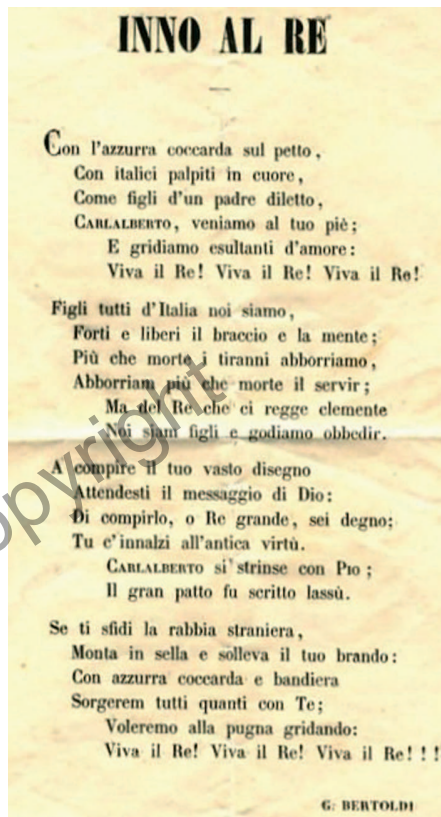 INNO AL RE
Con l'azzurra coccarda sul petto,
Con italici palpiti in cuore,
Come figli d'un padre diletto,
CARLALBERTO, veniamo al tuo piè;
E gridiamo esultanti d'amore:
Viva il Re! Viva il Re! Viva il Re!
Figli tutti d'Italia noi siamo,
Forti e liberi il braccio e la mente;
Più che morte i tiranni abborriamo,
Abborriam più che morte il servir;
Ma del Re che ci regge clemente
Noi siam figli e godiamo obbedir.
A compire il tuo vasto disegno
Attendesti il messaggio di Dio:
Di compirlo, o Re grande, sei degno;
Tu c'innalzi all'antica virtù.
CARLALBERTO si strinse con PIO;
Il gran patto fu scritto lassù.
Se ti sfidi la rabbia straniera,
Monta in sella e solleva il tuo brando:
Con azzurra coccarda e bandiera
Sorgerem tutti quanti con Te;
Voleremo alla pugna gridando:
Viva il Re! Viva il Re! Viva il Re!!!
G. BERTOLDI
opyright